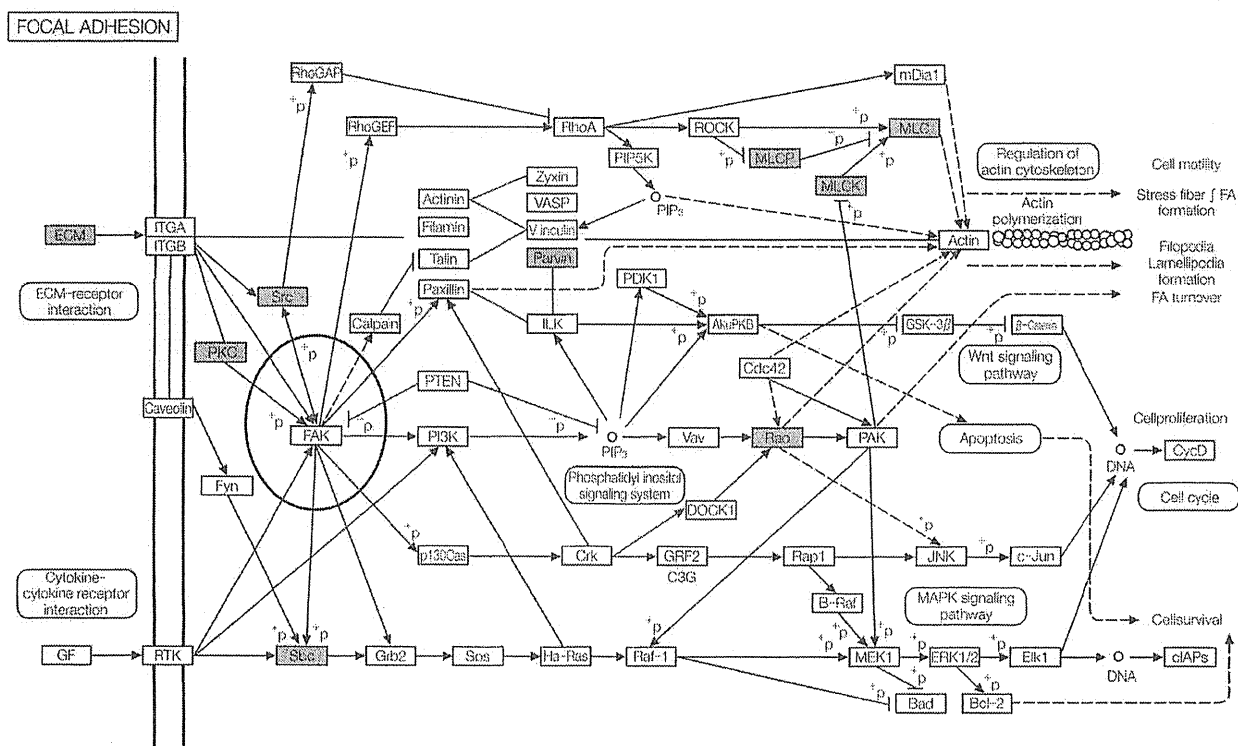 FOCAL ADHESION
RhoGAP
mDia1
+p
+p
RhoGEF
RhoA
ROCK
MLC
-p
+p
MLCP
+p
PIP5K
MLCK
+p
Regulation of
actin cytoskeleton
Cell motility
Zyxin
Actinin
VASP
PIP₂
Stress fiber ∫ FA
formation
Actin
polymerization
Filamin
Vinculin
ECM
ITGA
ITGB
Actin
Talin
Parvin
Filopodia
Lamellipodia
formation
FA turnover
ECM-receptor
interaction
Src
Paxillin
+p
PDK1
+p
Calpain
ILK
+p
Akt/PKB
+p
GSK-3β
+p
β-Catenin
PKC
+p
Wnt signaling
pathway
Cdc42
PTEN
Caveolin
+p
-p
-p
FAK
PI3K
PIP₃
Vav
Rac
PAK
Apoptosis
Cellproliferation
DNA
CycD
Fyn
Phosphatidyl inositol
signaling system
DOCK1
Cell cycle
+p
p130Cas
Crk
GRF2
C3G
Rap1
+p
JNK
+p
c-Jun
Cytokine-
cytokine receptor
interaction
B-Raf
MAPK signaling
pathway
Cellsurvival
+p
+p
+p
+p
+p
GF
RTK
Shc
Grb2
Sos
Ha-Ras
Raf-1
MEK1
+p
ERK1/2
+p
Elk1
DNA
cIAPs
+p
+p
+p
Bad
Bcl-2